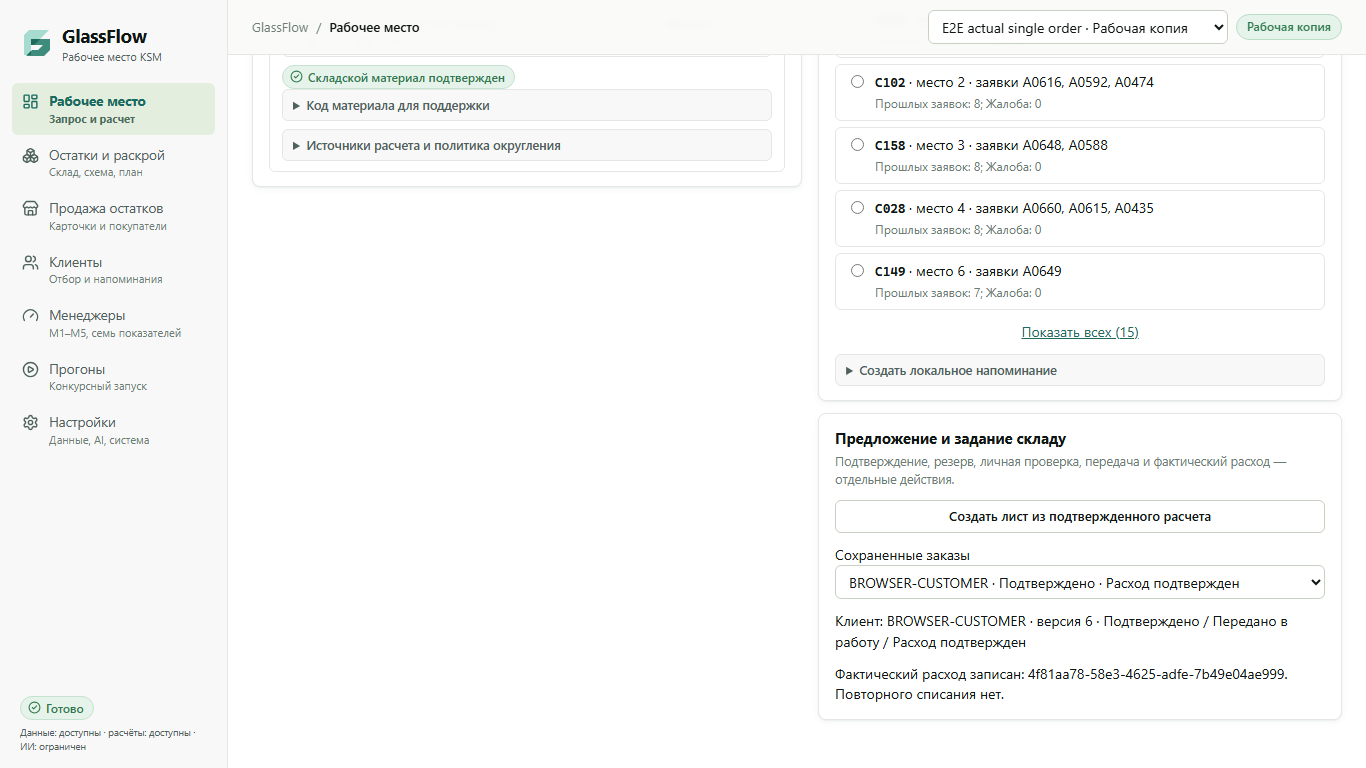 GlassFlow
Рабочее место KSM
Рабочее место
Запрос и расчет
Остатки и раскрой
Склад, схема, план
Продажа остатков
Карточки и покупатели
Клиенты
Отбор и напоминания
Менеджеры
М1–М5, семь показателей
Прогоны
Конкурсный запуск
Настройки
Данные, AI, система
Готово
Данные: доступны · расчёты: доступны ·
ИИ: ограничен
GlassFlow / Рабочее место
E2E actual single order · Рабочая копия
Рабочая копия
Складской материал подтвержден
Код материала для поддержки
Источники расчета и политика округления
C102 · место 2 · заявки A0616, A0592, A0474
Прошлых заявок: 8; Жалоба: 0
C158 · место 3 · заявки A0648, A0588
Прошлых заявок: 8; Жалоба: 0
C028 · место 4 · заявки A0660, A0615, A0435
Прошлых заявок: 8; Жалоба: 0
C149 · место 6 · заявки A0649
Прошлых заявок: 7; Жалоба: 0
Показать всех (15)
Создать локальное напоминание
Предложение и задание складу
Подтверждение, резерв, личная проверка, передача и фактический расход —
отдельные действия.
Создать лист из подтвержденного расчета
Сохраненные заказы
BROWSER-CUSTOMER · Подтверждено · Расход подтвержден
Клиент: BROWSER-CUSTOMER · версия 6 · Подтверждено / Передано в
работу / Расход подтвержден
Фактический расход записан: 4f81aa78-58e3-4625-adfe-7b49e04ae999.
Повторного списания нет.